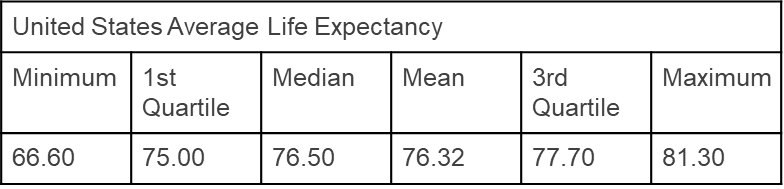 United States Average Life Expectancy
Minimum 1st Quartile Median Mean 3rd Quartile Maximum
66.60 75.00 76.50 76.32 77.70 81.30